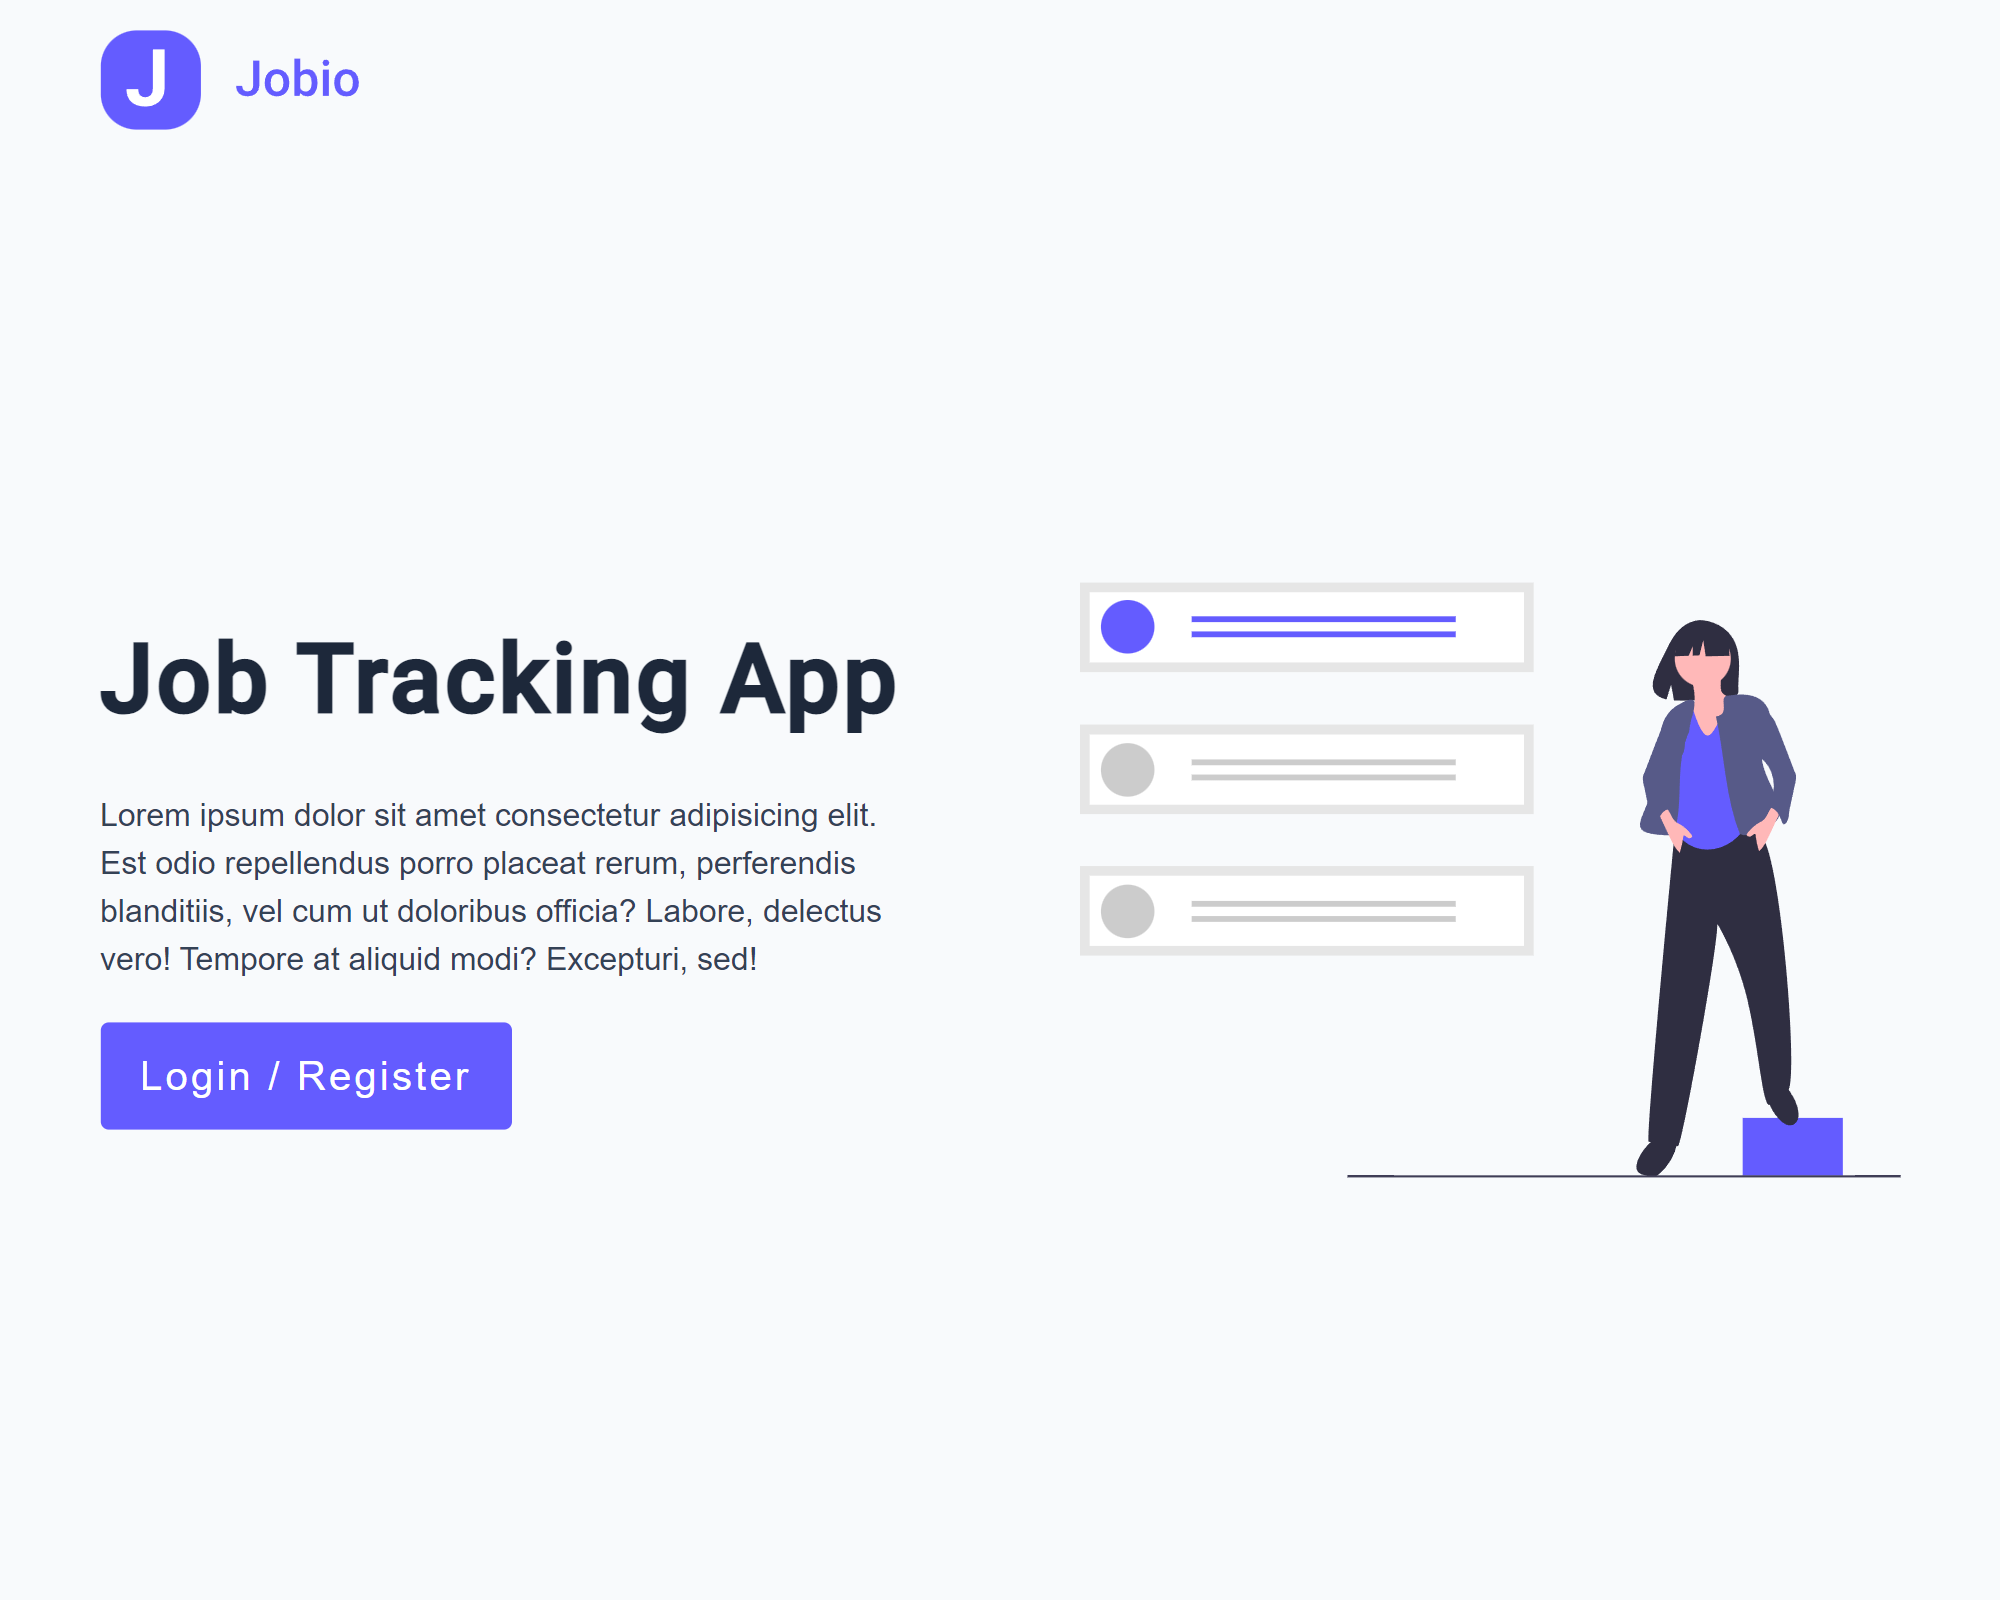 J
Jobio
Job Tracking App
Lorem ipsum dolor sit amet consectetur adipisicing elit.
Est odio repellendus porro placeat rerum, perferendis
blanditiis, vel cum ut doloribus officia? Labore, delectus
vero! Tempore at aliquid modi? Excepturi, sed!
Login / Register